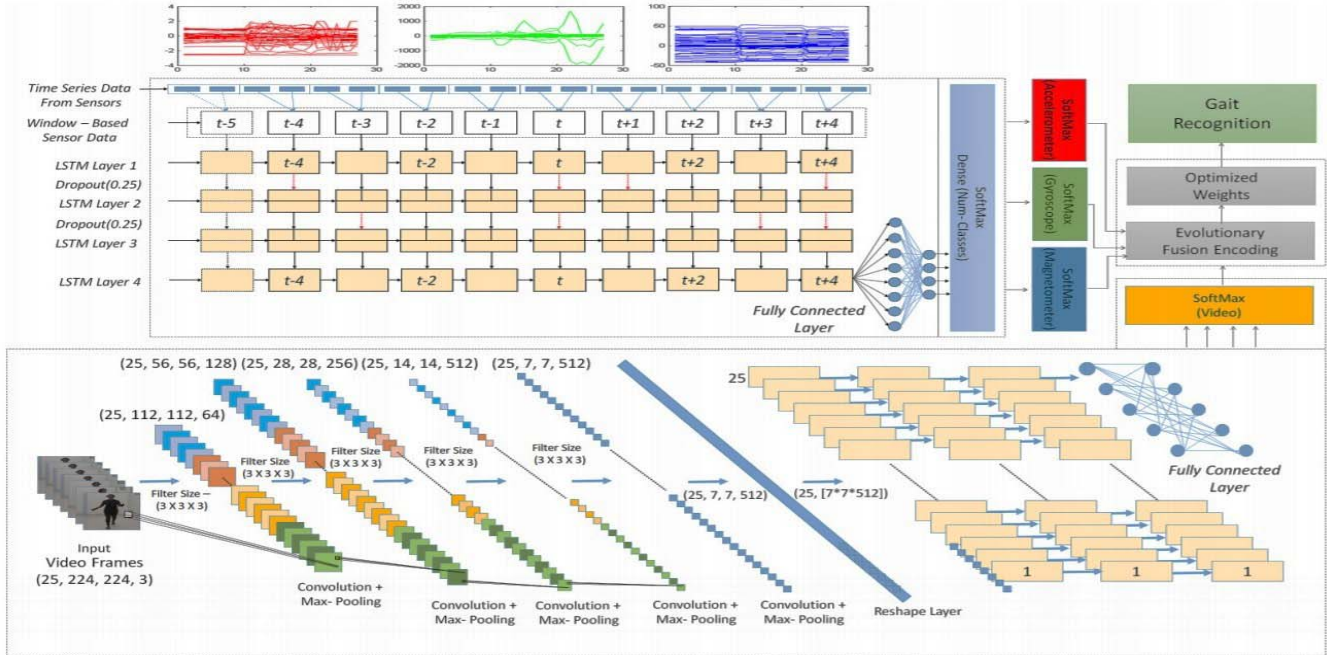 4
2
0
-2
-4
0
10
20
30
2000
1000
0
-1000
-2000
0
10
20
30
100
50
0
-50
0
10
20
30
Time Series Data
From Sensors
Window – Based
Sensor Data
t-5
t-4
t-3
t-2
t-1
t
t+1
t+2
t+3
t+4
LSTM Layer 1
t-4
t-2
t
t+2
t+4
Dropout(0.25)
LSTM Layer 2
Dropout(0.25)
LSTM Layer 3
LSTM Layer 4
t-4
t-2
t
t+2
t+4
Fully Connected
Layer
SoftMax
Dense (Num- Classes)
SoftMax
(Accelerometer)
SoftMax
(Gyroscope)
SoftMax
(Magnetometer)
Gait
Recognition
Optimized
Weights
Evolutionary
Fusion Encoding
SoftMax
(Video)
(25, 56, 56, 128)
(25, 28, 28, 256)
(25, 14, 14, 512)
(25, 7, 7, 512)
(25, 112, 112, 64)
Filter Size –
(3 X 3 X 3)
Filter Size
(3 X 3 X 3)
Filter Size
(3 X 3 X 3)
Filter Size
(3 X 3 X 3)
Filter Size
(3 X 3 X 3)
(25, 7 7, 512)
(25, [7*7*512])
Input
Video Frames
(25, 224, 224, 3)
Convolution +
Max- Pooling
Convolution +
Max- Pooling
Convolution +
Max- Pooling
Convolution +
Max- Pooling
Convolution +
Max- Pooling
Reshape Layer
25
1
1
1
Fully Connected
Layer